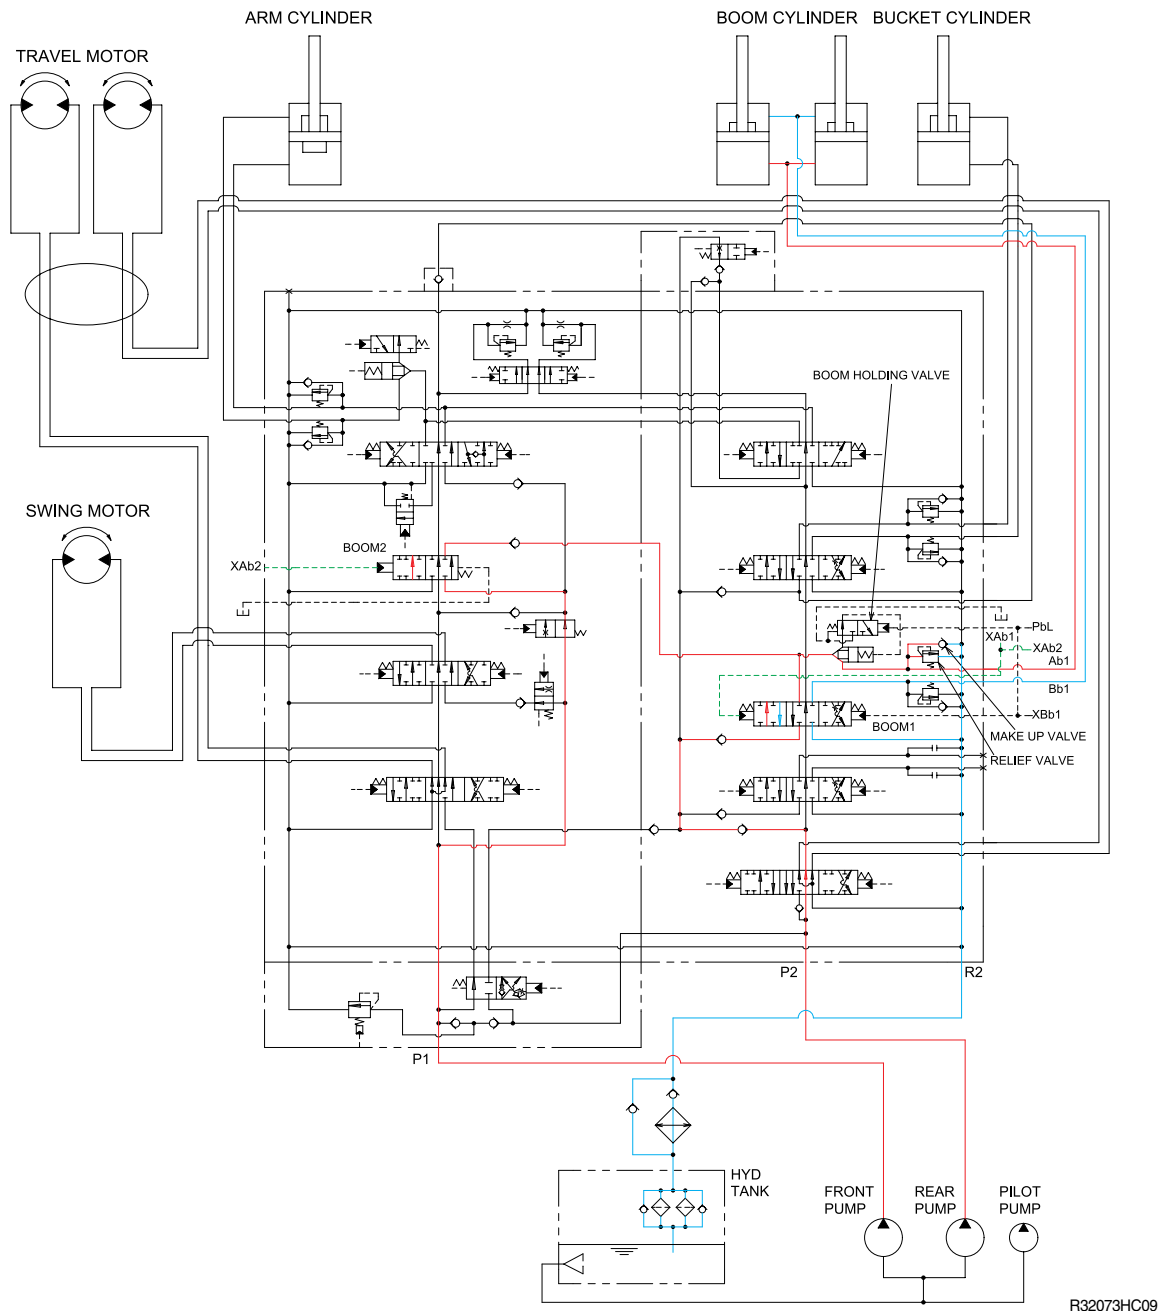 ARM CYLINDER
BOOM CYLINDER
BUCKET CYLINDER
TRAVEL MOTOR
BOOM HOLDING VALVE
SWING MOTOR
BOOM2
XAb2
PbL
XAb1
XAb2
Ab1
Bb1
XBb1
BOOM1
MAKE UP VALVE
RELIEF VALVE
P2
R2
P1
HYD
TANK
FRONT
PUMP
REAR
PUMP
PILOT
PUMP
R32073HC09